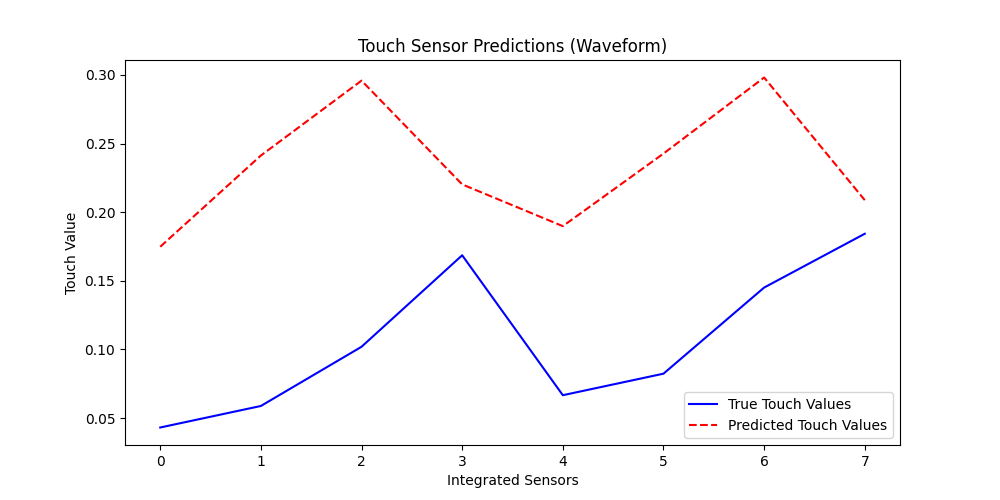 Touch Sensor Predictions (Waveform)
0.30
0.25
0.20
0.15
0.10
0.05
Touch Value
0 1 2 3 4 5 6 7
Integrated Sensors
True Touch Values
Predicted Touch Values